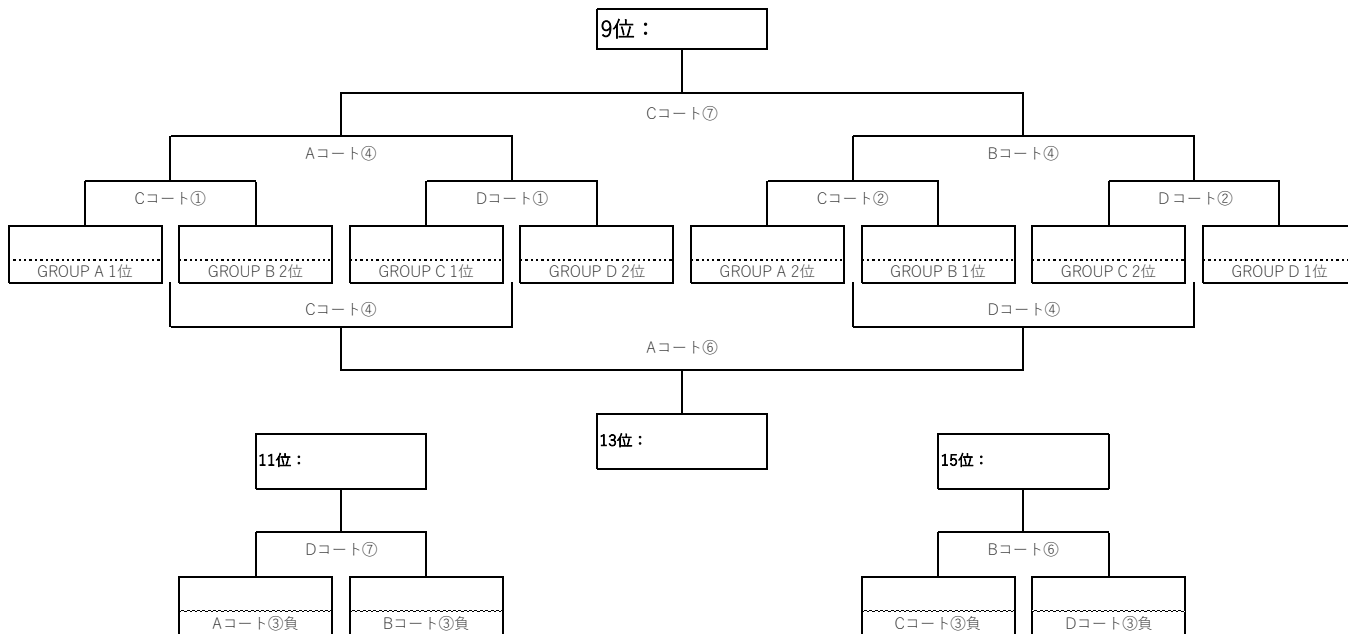 9位：
Cコート⑦
Aコート④
Bコート④
Cコート①
Dコート①
Cコート②
Dコート②
GROUP A 1位
GROUP B 2位
GROUP C 1位
GROUP D 2位
GROUP A 2位
GROUP B 1位
GROUP C 2位
GROUP D 1位
Cコート④
Dコート④
Aコート⑥
13位：
11位：
15位：
Dコート⑦
Bコート⑥
Aコート③負
Bコート③負
Cコート③負
Dコート③負